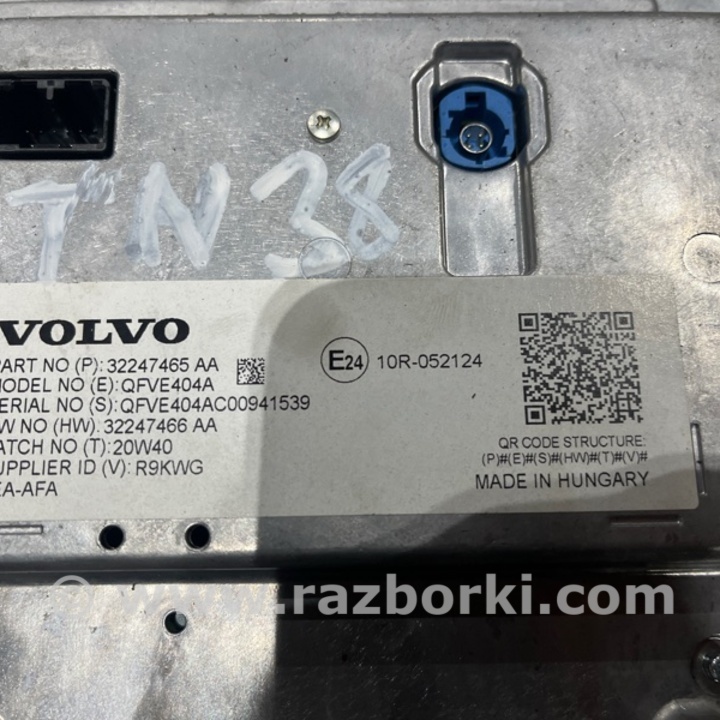 TN38
VOLVO
PART NO (P): 32247465 AA
MODEL NO (E): QFVE404A
ERIAL NO (S): QFVE404AC00941539
W NO (HW): 32247466 AA
ATCH NO (T): 20W40
UPPLIER ID (V): R9KWG
EA-AFA
E24 10R-052124
QR CODE STRUCTURE:
(P)#(E)#(S)#(HW)#(T)#(V)#
MADE IN HUNGARY
© www.razborki.com